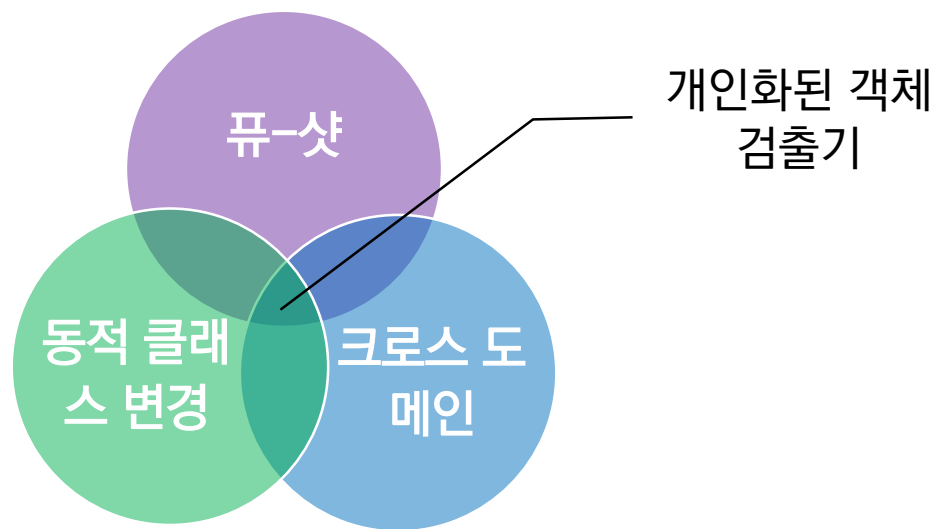 퓨-샷
개인화된 객체
검출기
동적 클래
스 변경
크로스 도
메인